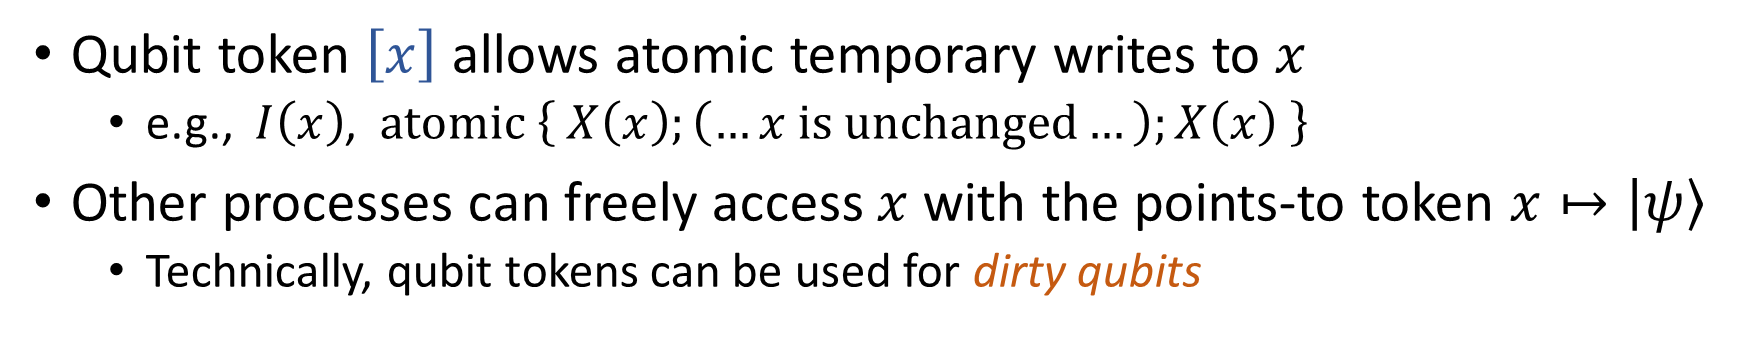 • Qubit token [𝑥] allows atomic temporary writes to 𝑥
• e.g., 𝐼(𝑥), atomic { 𝑋(𝑥); (… 𝑥 is unchanged … ); 𝑋(𝑥) }
• Other processes can freely access 𝑥 with the points-to token 𝑥 ↦ |𝜓⟩
• Technically, qubit tokens can be used for dirty qubits